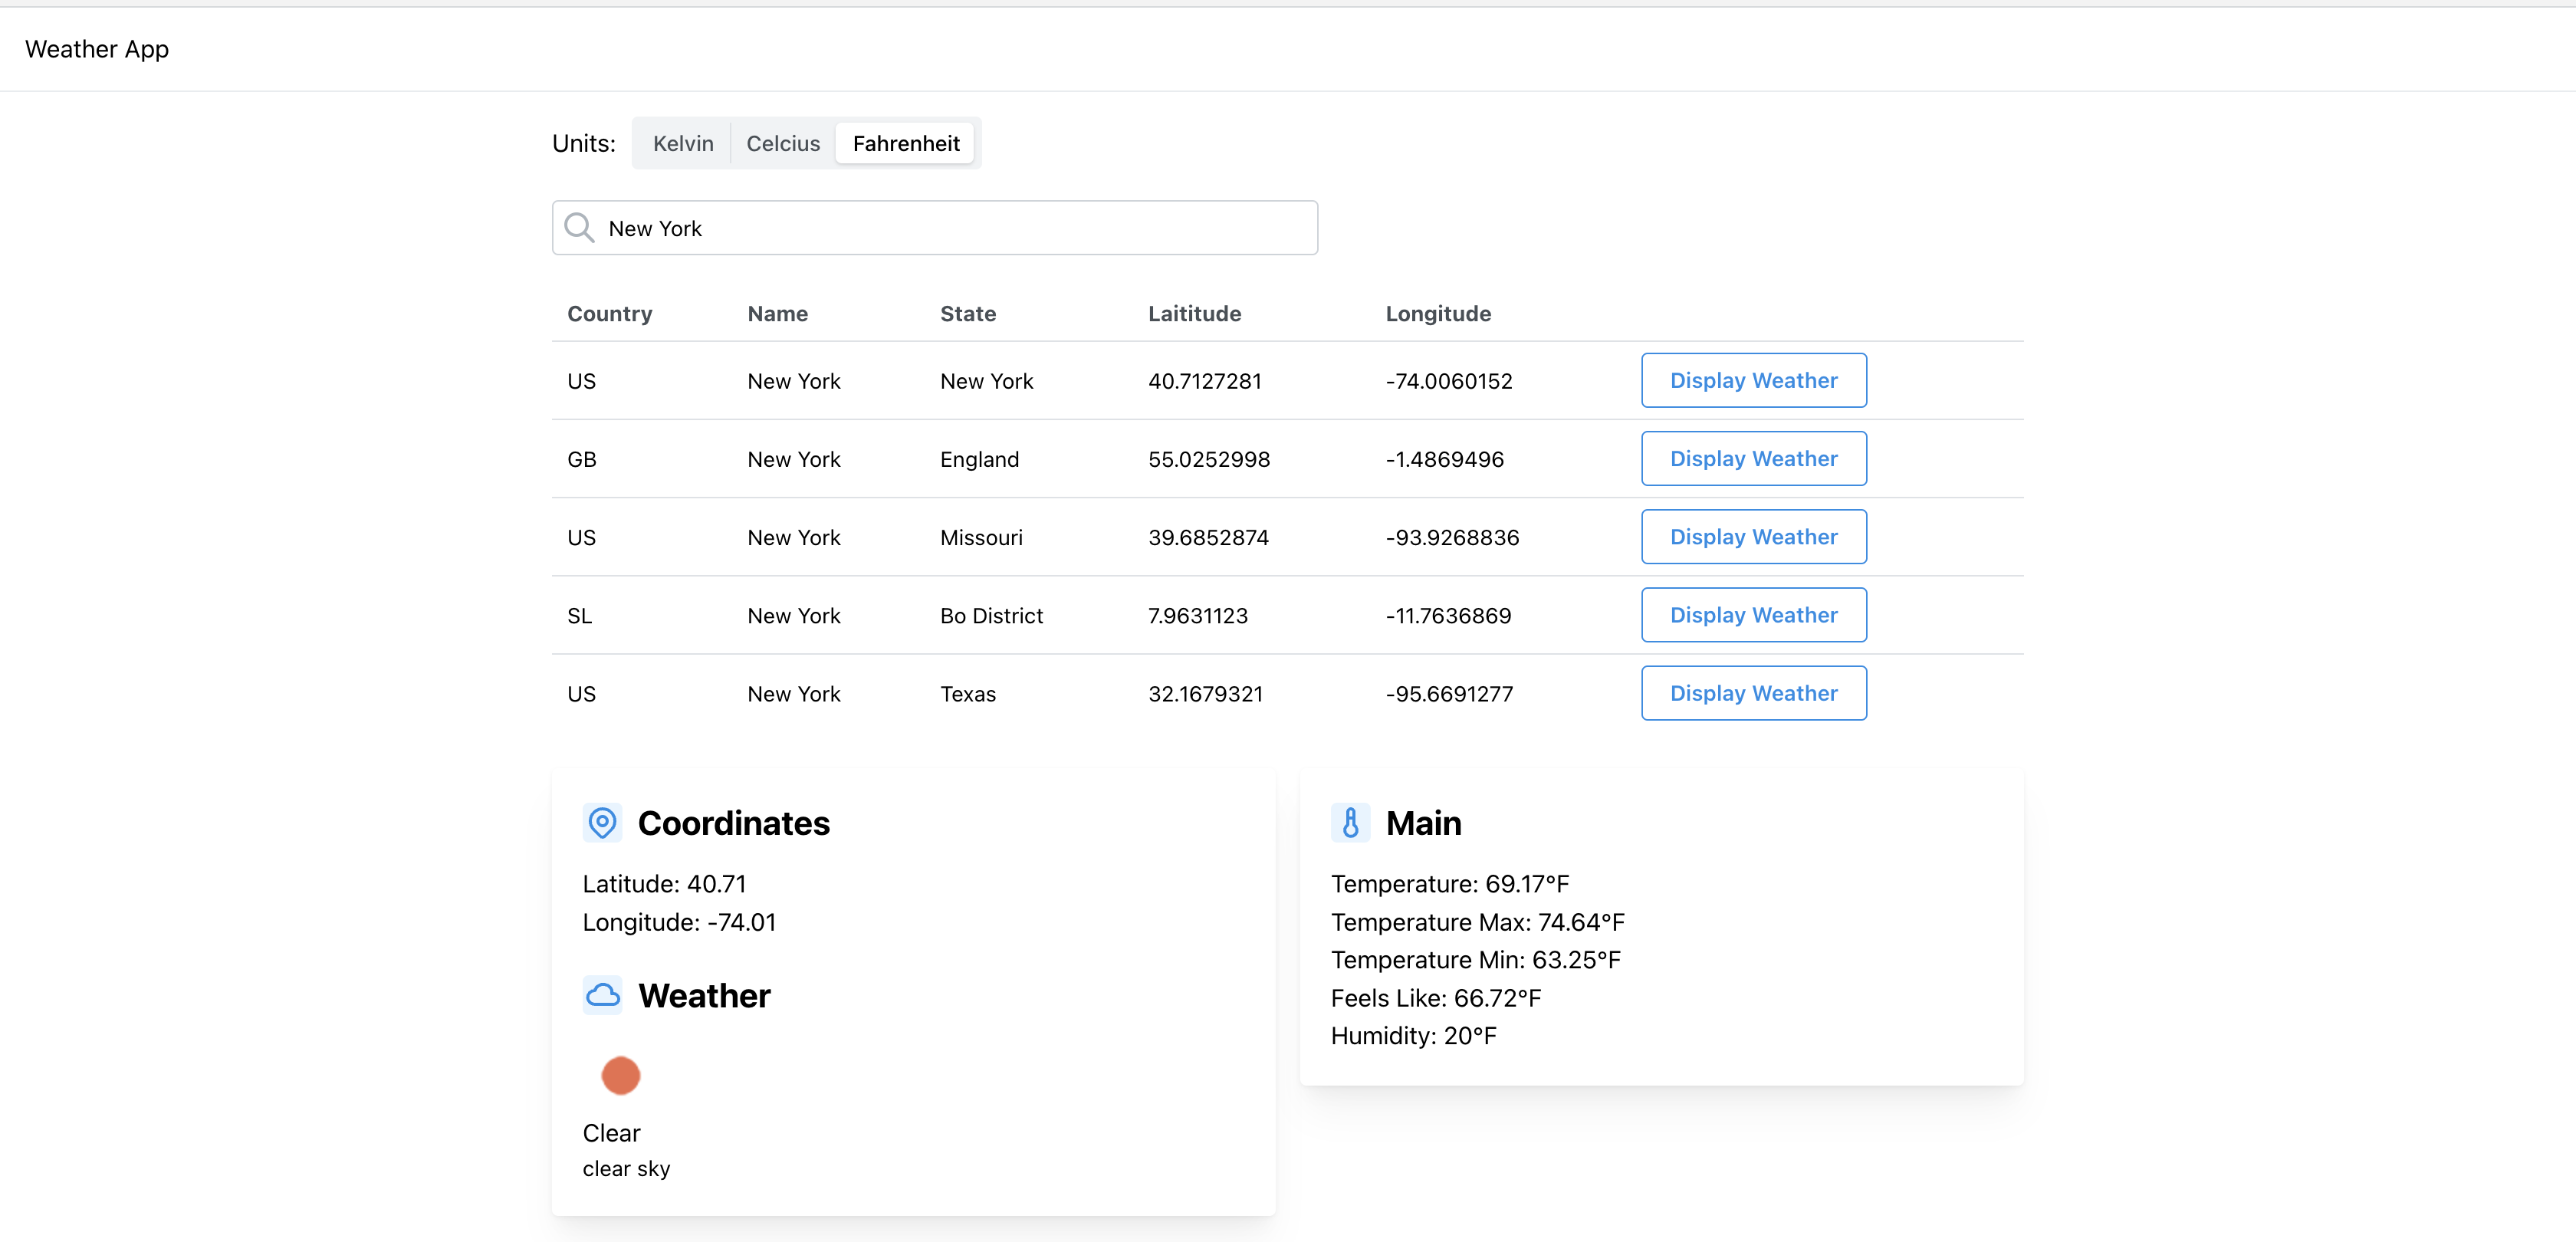 Weather App
Units: Kelvin Celcius Fahrenheit
New York
Country Name State Laititude Longitude
US New York New York 40.7127281 -74.0060152 Display Weather
GB New York England 55.0252998 -1.4869496 Display Weather
US New York Missouri 39.6852874 -93.9268836 Display Weather
SL New York Bo District 7.9631123 -11.7636869 Display Weather
US New York Texas 32.1679321 -95.6691277 Display Weather
Coordinates
Latitude: 40.71
Longitude: -74.01
Weather
Clear
clear sky
Main
Temperature: 69.17°F
Temperature Max: 74.64°F
Temperature Min: 63.25°F
Feels Like: 66.72°F
Humidity: 20°F